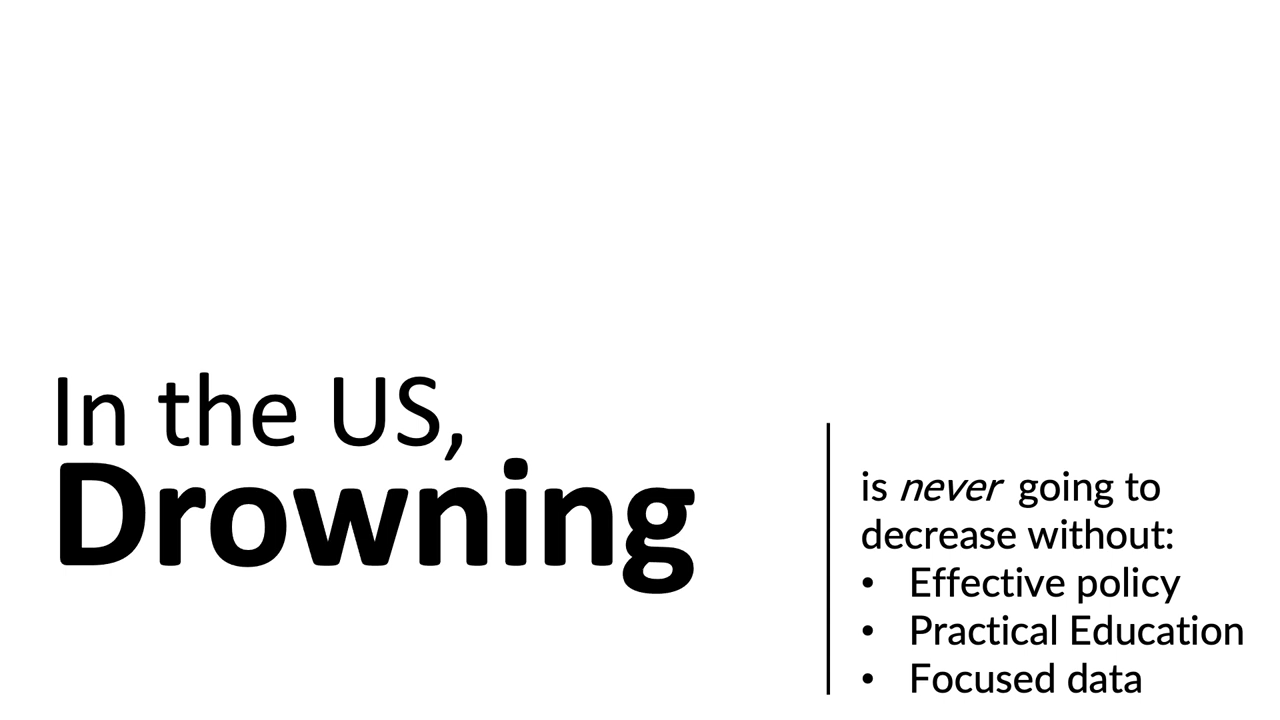 In the US,
Drowning
is never going to
decrease without:
• Effective policy
• Practical Education
• Focused data